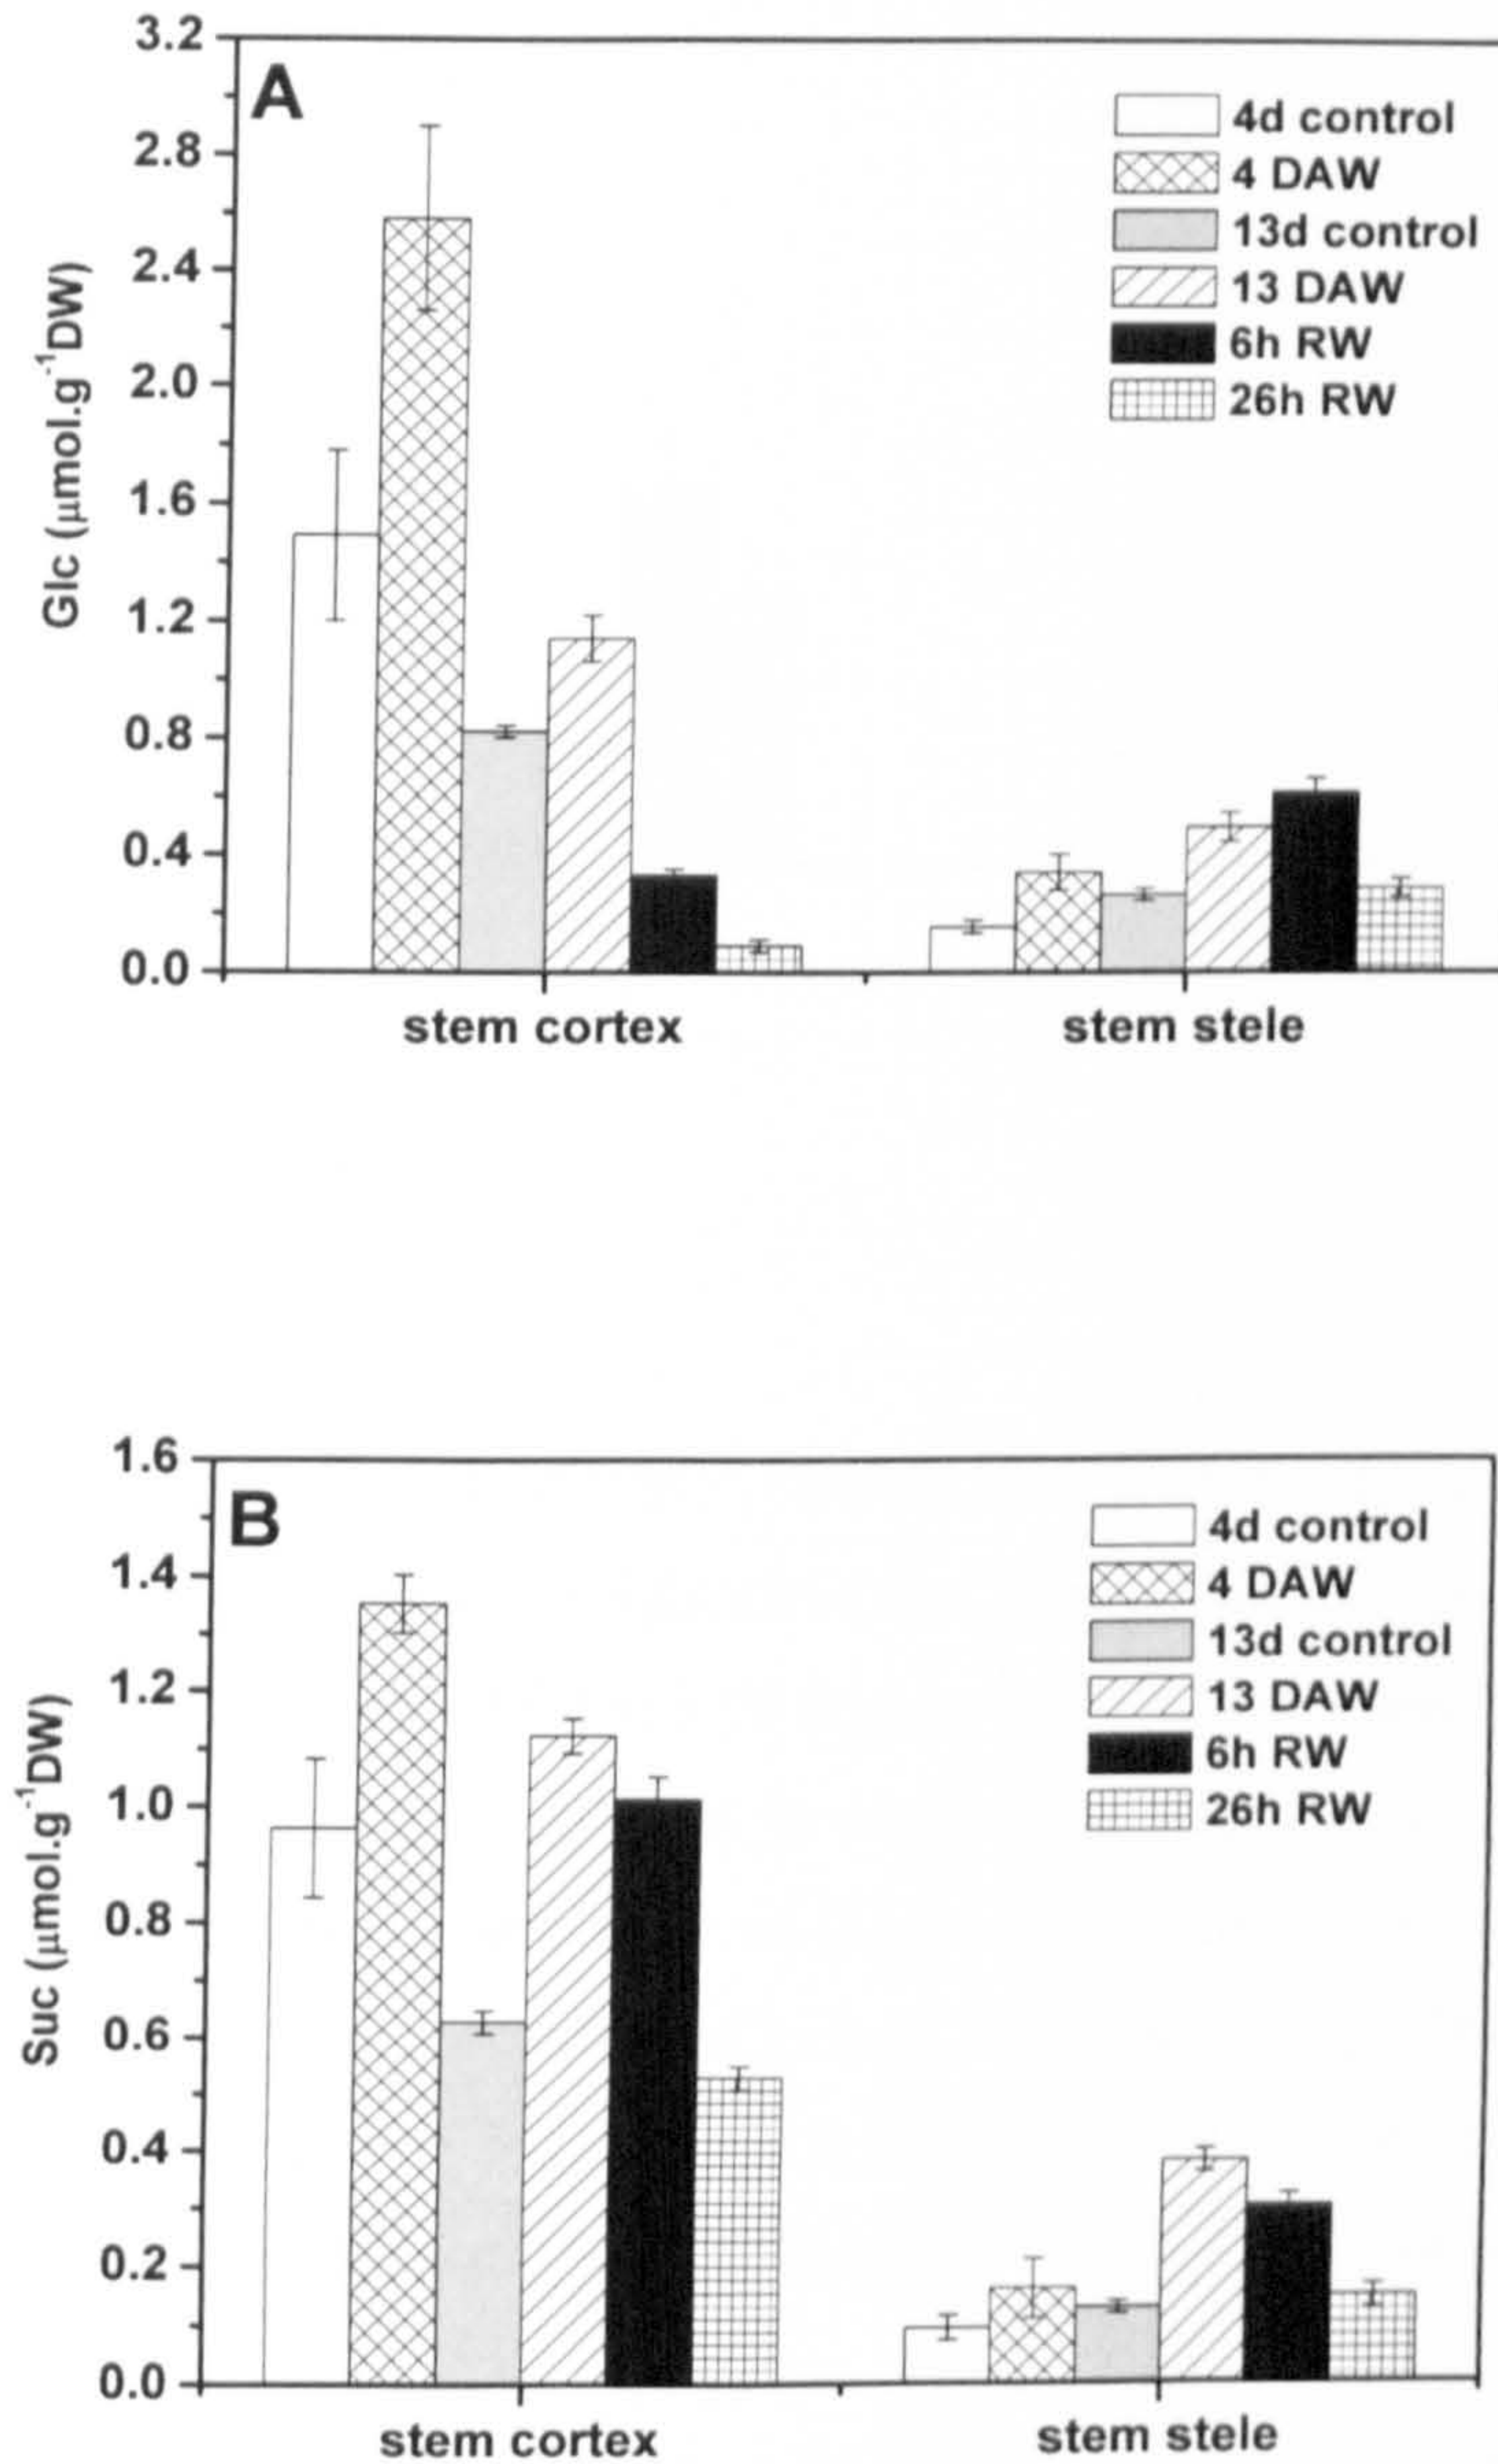 A
3.2
2.8
2.4
2.0
1.6
1.2
0.8
0.4
0.0
Glc (μmol.g⁻¹DW)
4d control
4 DAW
13d control
13 DAW
6h RW
26h RW
stem cortex
stem stele
B
1.6
1.4
1.2
1.0
0.8
0.6
0.4
0.2
0.0
Suc (μmol.g⁻¹DW)
4d control
4 DAW
13d control
13 DAW
6h RW
26h RW
stem cortex
stem stele